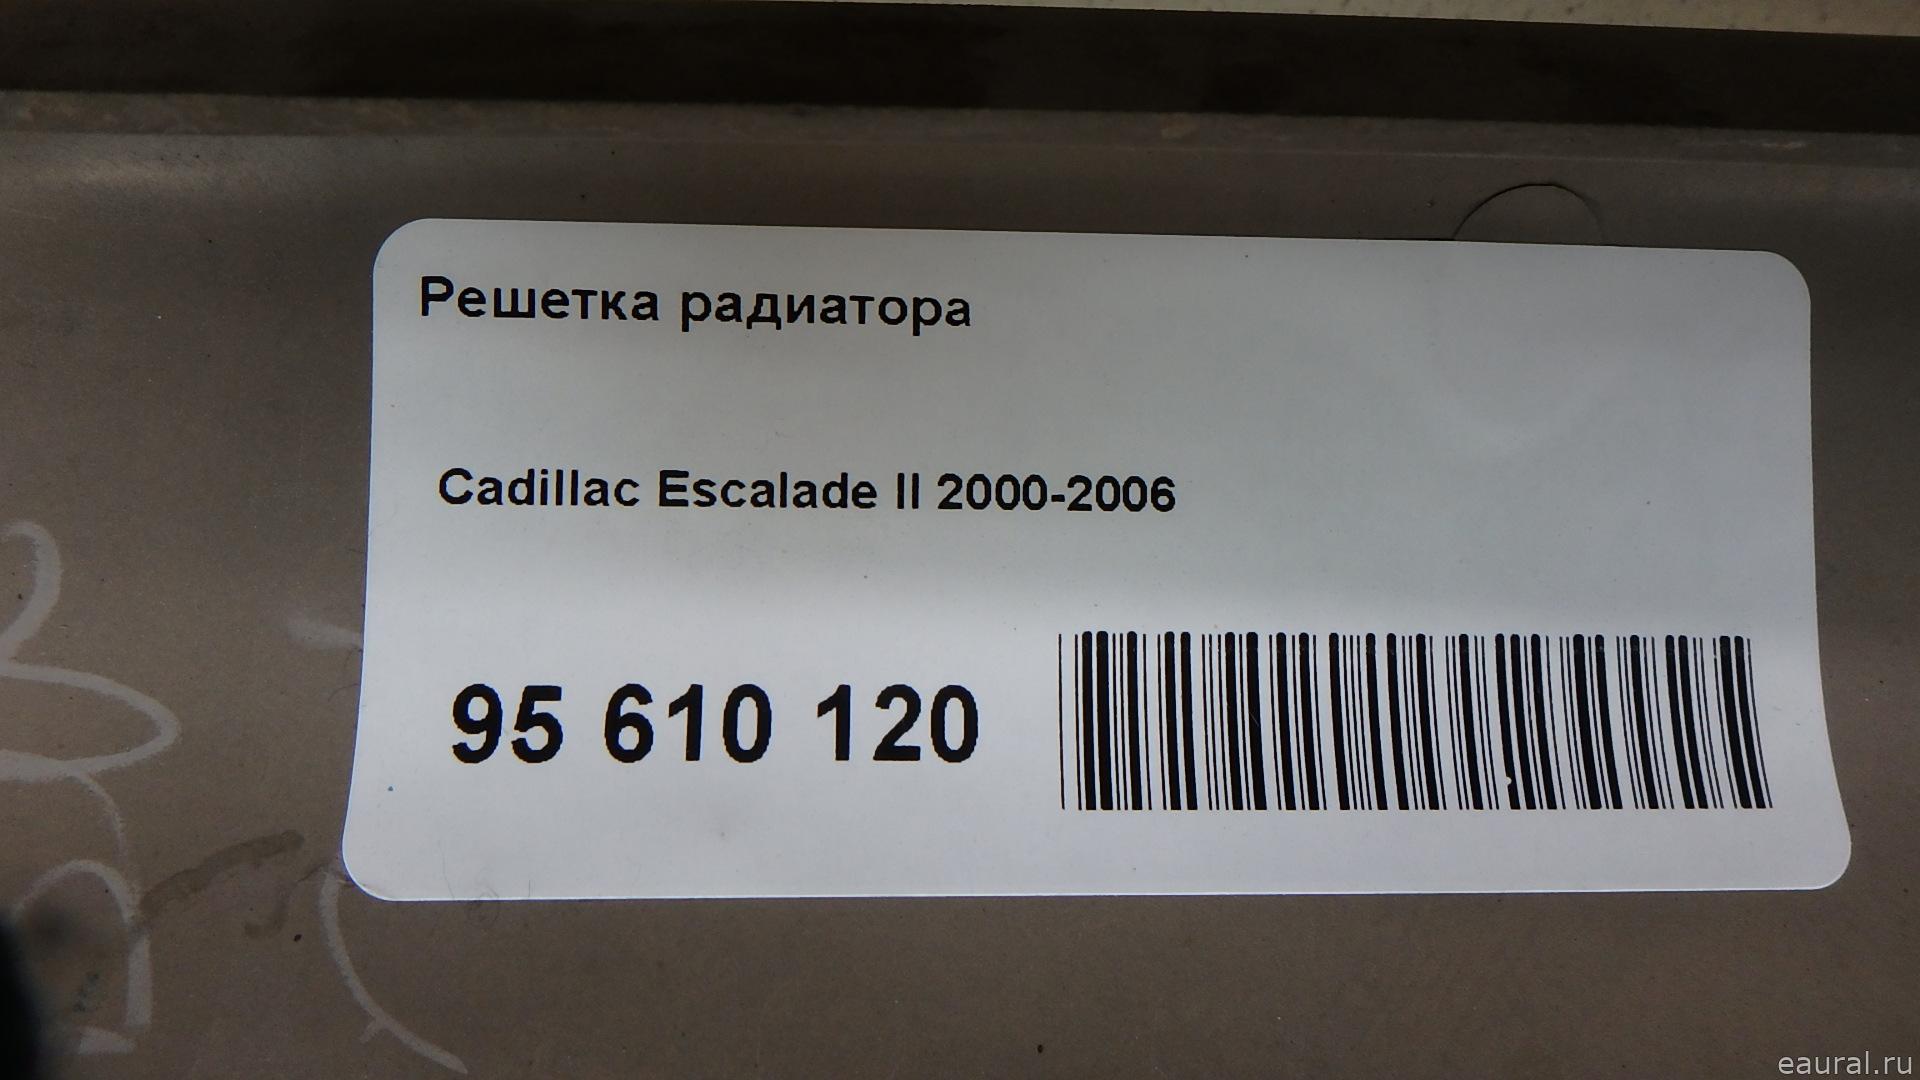 Решетка радиатора
Cadillac Escalade II 2000-2006
95 610 120
eaural.ru